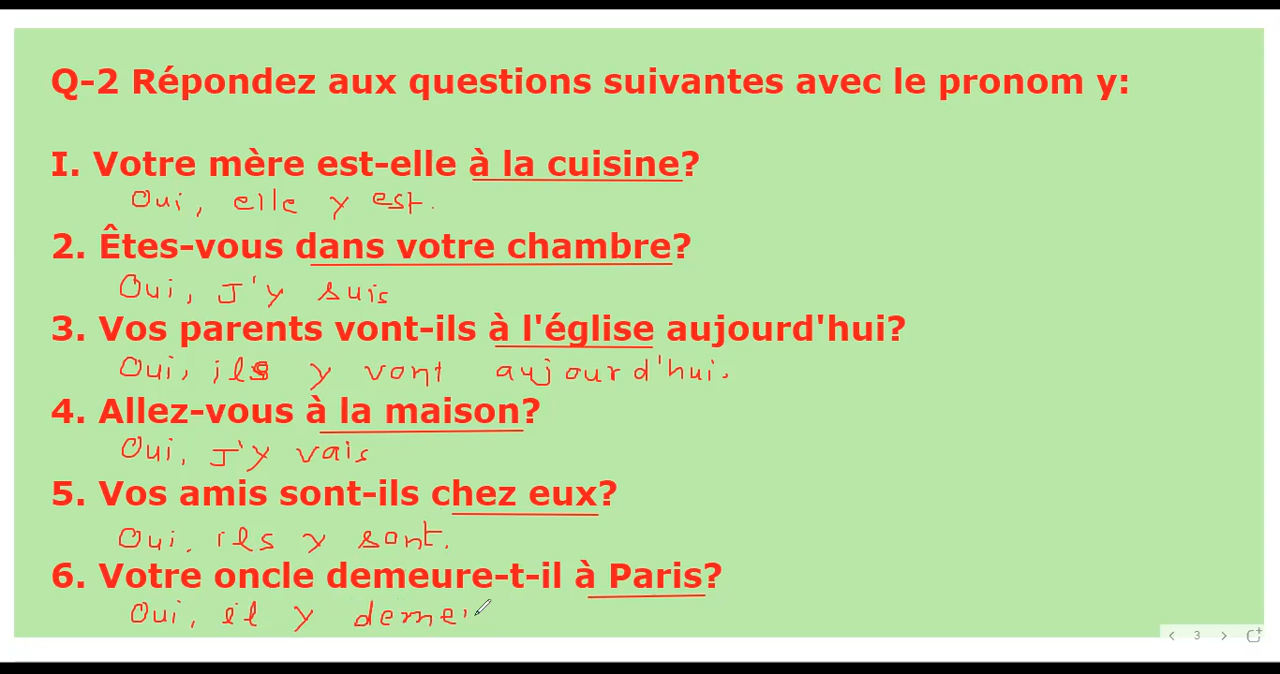 Q-2 Répondez aux questions suivantes avec le pronom y:
I. Votre mère est-elle à la cuisine?
Oui, elle y est.
2. Êtes-vous dans votre chambre?
Oui, J'y suis
3. Vos parents vont-ils à l'église aujourd'hui?
Oui, ils y vont aujourd'hui.
4. Allez-vous à la maison?
Oui, J'y vais
5. Vos amis sont-ils chez eux?
Oui, ils y sont.
6. Votre oncle demeure-t-il à Paris?
Oui, il y deme
3